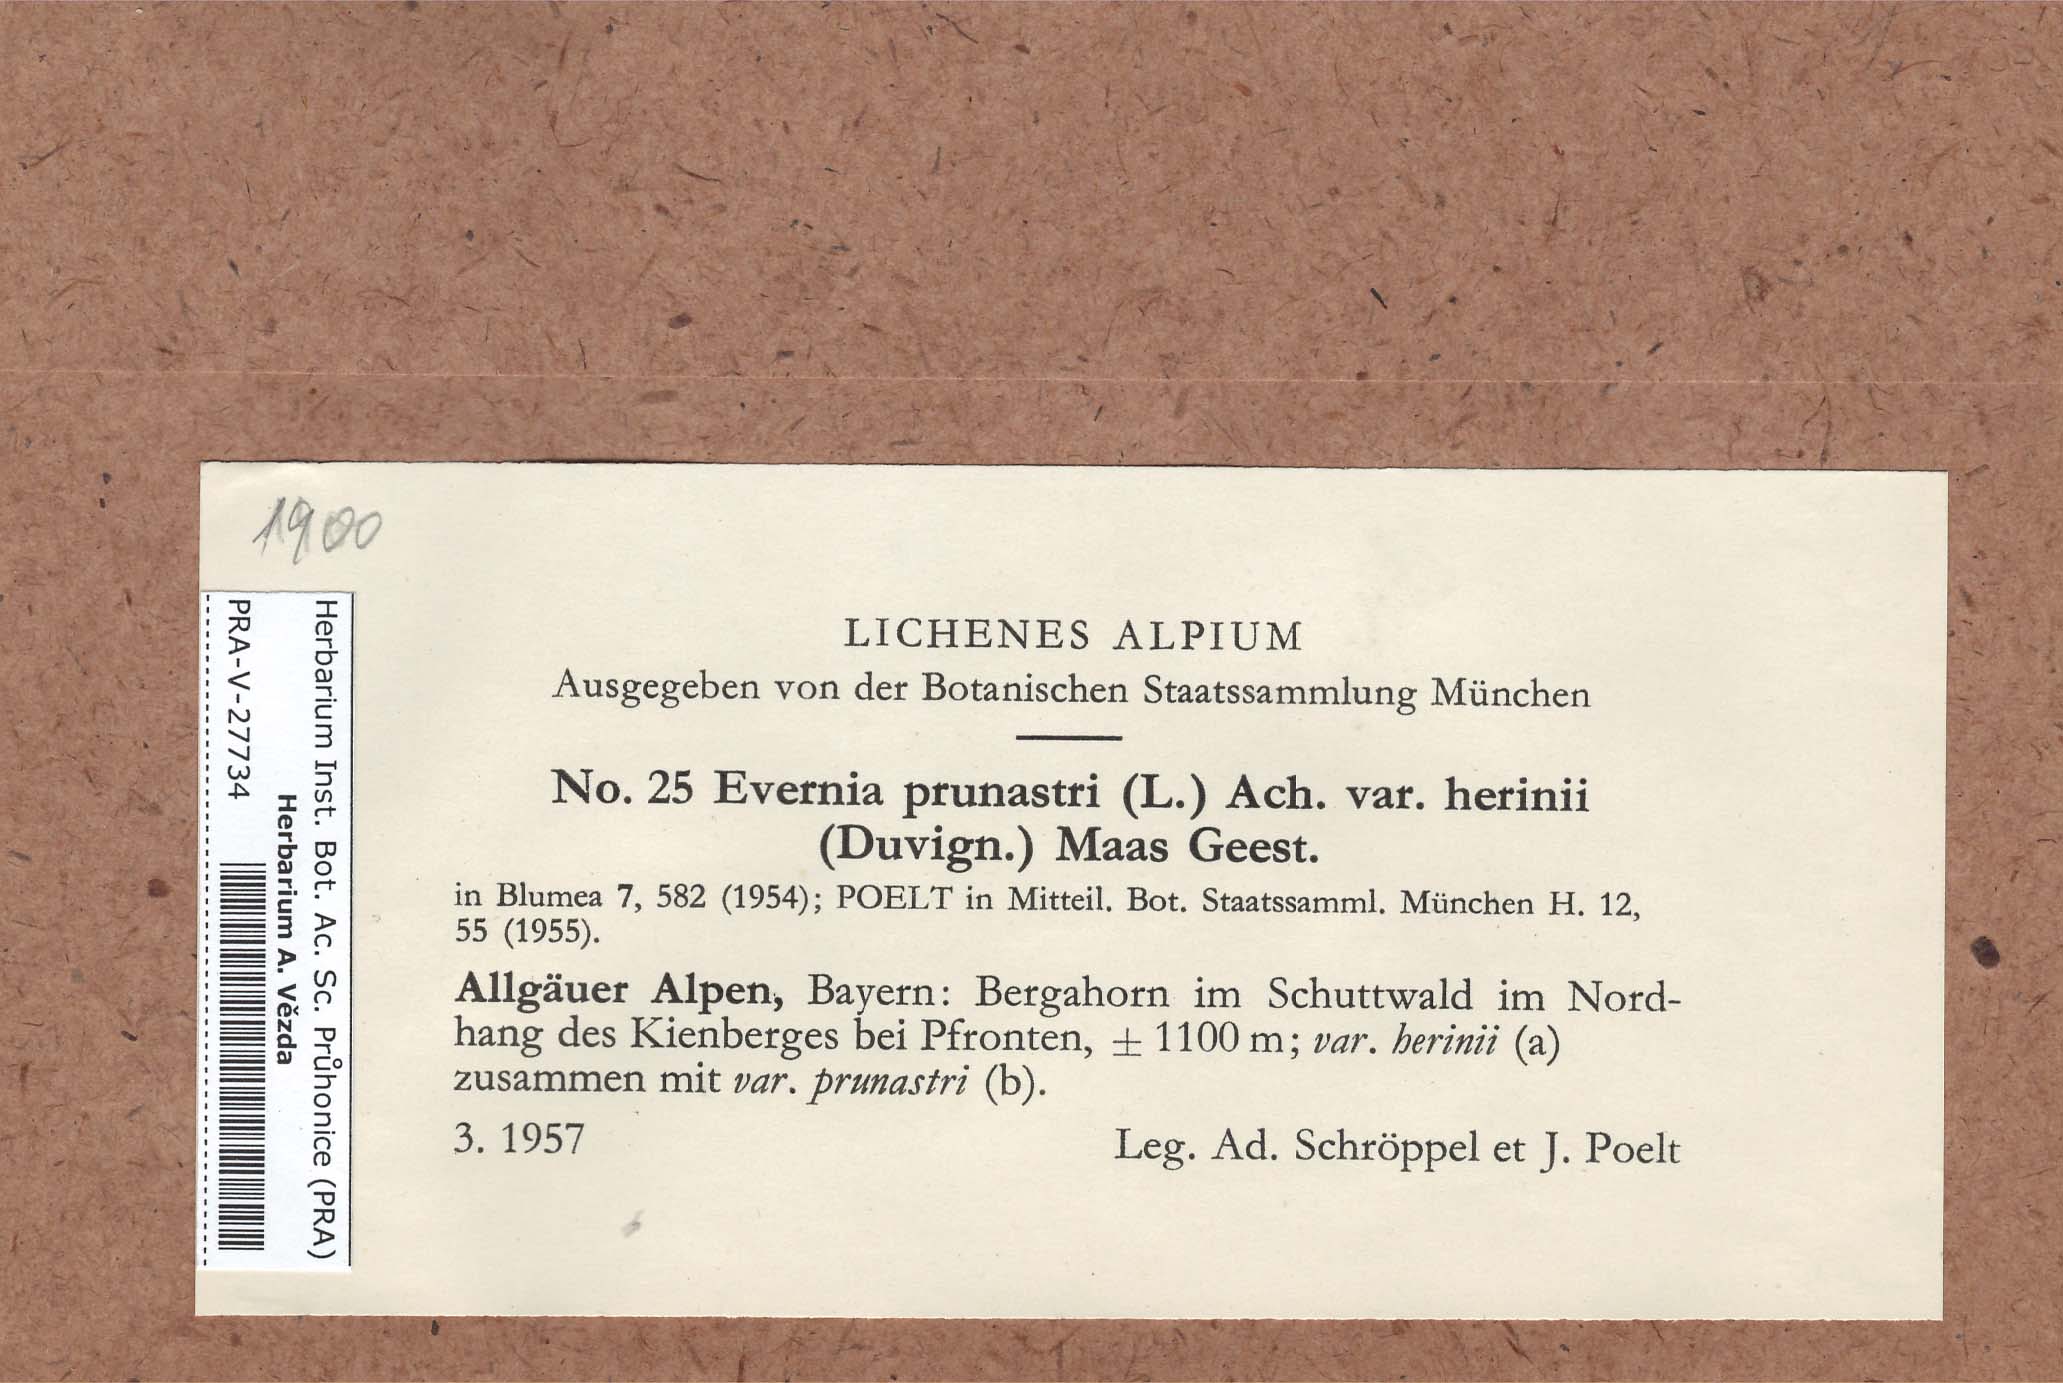 1900
Herbarium Inst. Bot. Ac. Sc. Průhonice (PRA)
Herbarium A. Vězda
PRA-V-27734
LICHENES ALPIUM
Ausgegeben von der Botanischen Staatssammlung München
No. 25 Evernia prunastri (L.) Ach. var. herinii
(Duvign.) Maas Geest.
in Blumea 7, 582 (1954); POELT in Mitteil. Bot. Staatssamml. München H. 12,
55 (1955).
Allgäuer Alpen, Bayern: Bergahorn im Schuttwald im Nord-
hang des Kienberges bei Pfronten, ± 1100 m; var. herinii (a)
zusammen mit var. prunastri (b).
3. 1957 Leg. Ad. Schröppel et J. Poelt